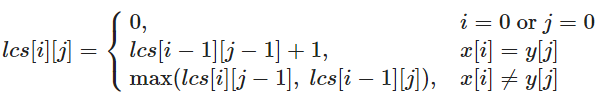 0, i = 0 or j = 0
lcs[i][j] = { lcs[i − 1][j − 1] + 1, x[i] = y[j]
max(lcs[i][j − 1], lcs[i − 1][j]), x[i] ≠ y[j]